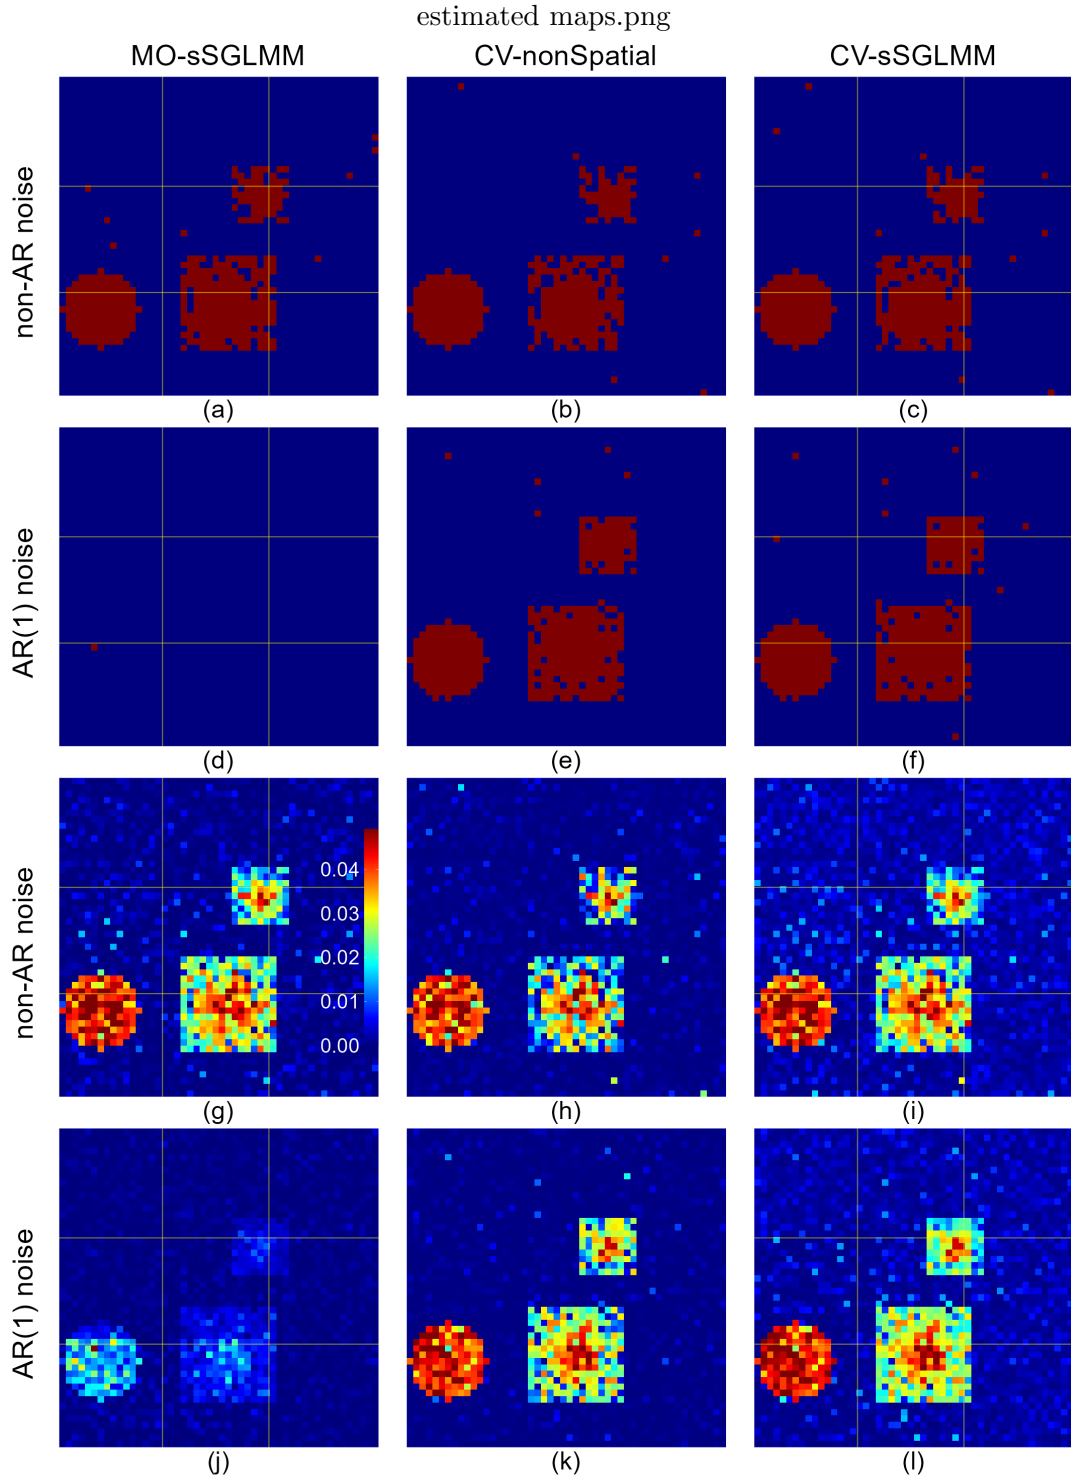 estimated maps.png
MO-sSGLMM CV-nonSpatial CV-sSGLMM
non-AR noise
(a) (b) (c)
AR(1) noise
(d) (e) (f)
non-AR noise
0.04
0.03
0.02
0.01
0.00
(g) (h) (i)
AR(1) noise
(j) (k) (l)